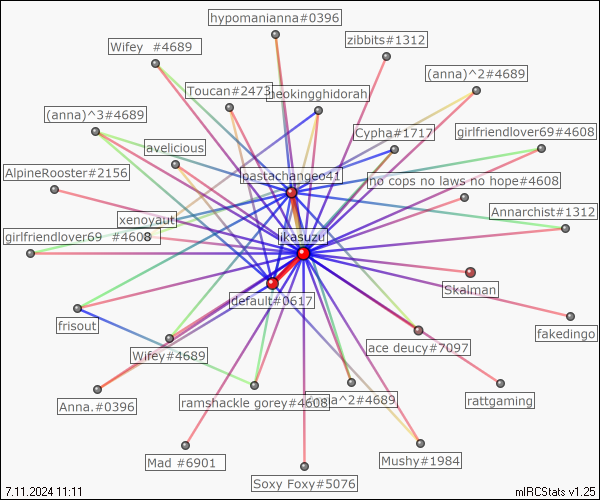 hypomanianna#0396
zibbits#1312
Wifey #4689
(anna)^2#4689
Toucan#2473
heokingghidorah
(anna)^3#4689
Cypha#1717
girlfriendlover69#4608
avelicious
AlpineRooster#2156
pastachangeo41
no cops no laws no hope#4608
xenoyaut
Annarchist#1312
girlfriendlover69 #4608
ikasuzu
Skalman
default#0617
frisout
fakedingo
Wifey#4689
ace deucy#7097
Anna.#0396
ramshackle gorey#4608
^2#4689
rattgaming
Mad #6901
Mushy#1984
Soxy Foxy#5076
7.11.2024 11:11
mIRCStats v1.25